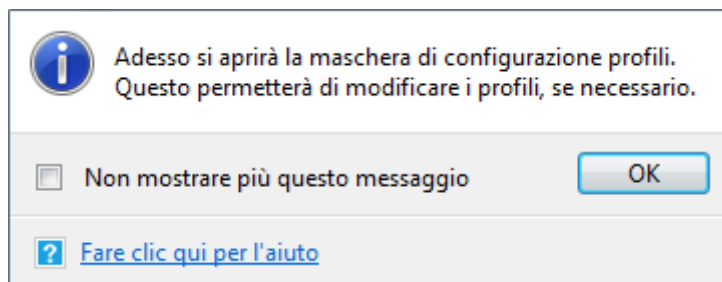 Adesso si aprirà la maschera di configurazione profili.
Questo permetterà di modificare i profili, se necessario.
Non mostrare più questo messaggio
OK
Fare clic qui per l'aiuto